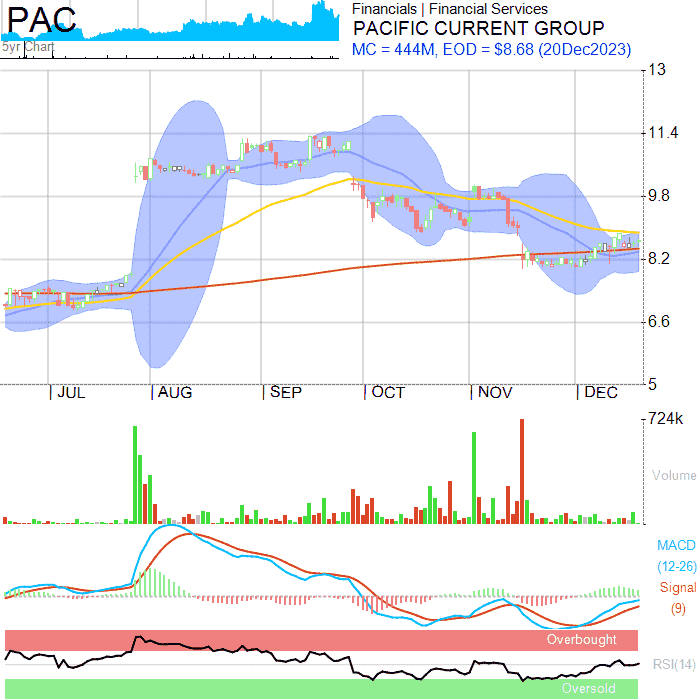 PAC
5yr Chart
Financials | Financial Services
PACIFIC CURRENT GROUP
MC = 444M, EOD = $8.68 (20Dec2023)
13
11.4
9.8
8.2
6.6
5
JUL AUG SEP OCT NOV DEC
724k
Volume
MACD
(12-26)
Signal
(9)
Overbought
RSI(14)
Oversold